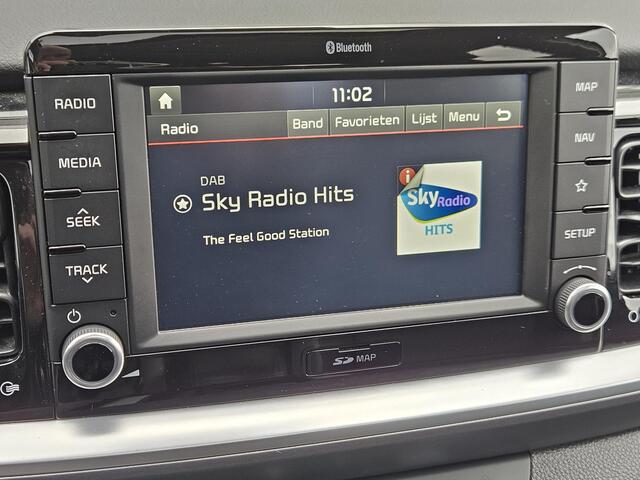 Bluetooth
RADIO
MEDIA
SEEK
TRACK
11:02
Radio Band Favorieten Lijst Menu
DAB
Sky Radio Hits
The Feel Good Station
i
Sky Radio
HITS
MAP
NAV
SETUP
SD MAP